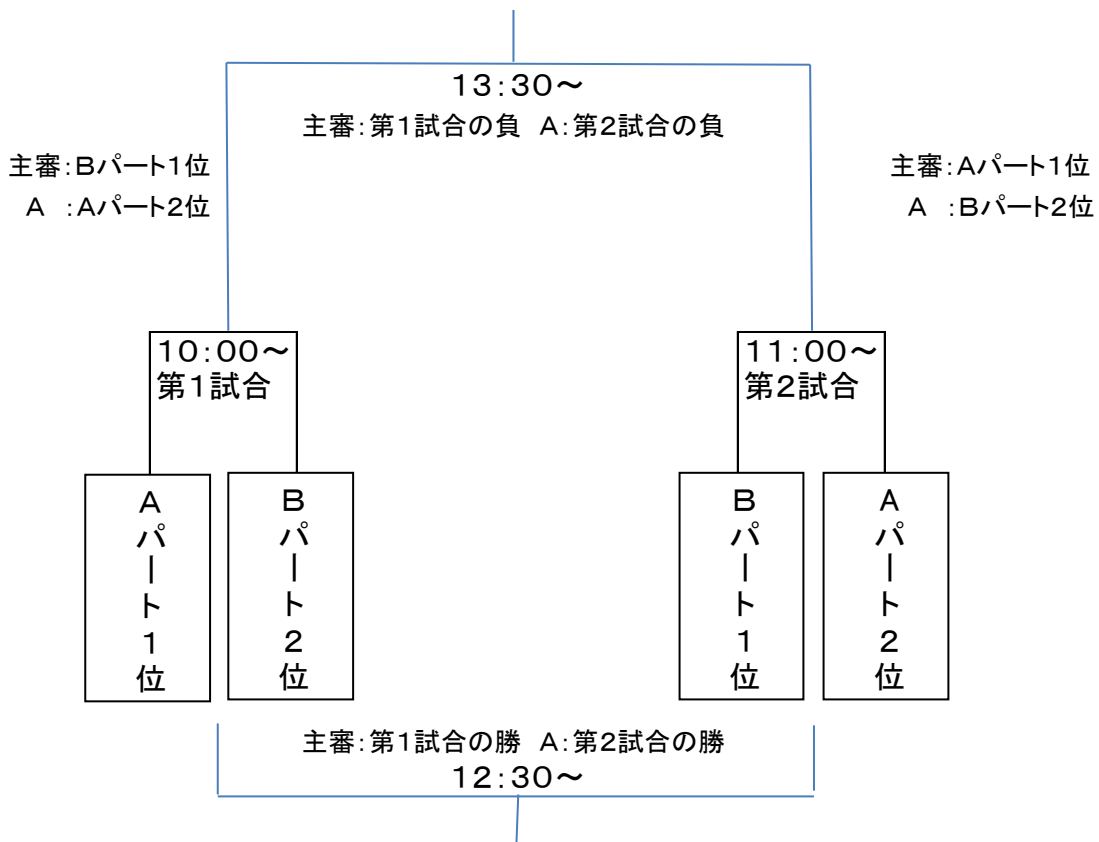 13:30～
主審：第1試合の負 A：第2試合の負
主審：Bパート1位
A ：Aパート2位
主審：Aパート1位
A ：Bパート2位
10:00～
第1試合
11:00～
第2試合
Aパート1位
Bパート2位
Bパート1位
Aパート2位
主審：第1試合の勝 A：第2試合の勝
12:30～